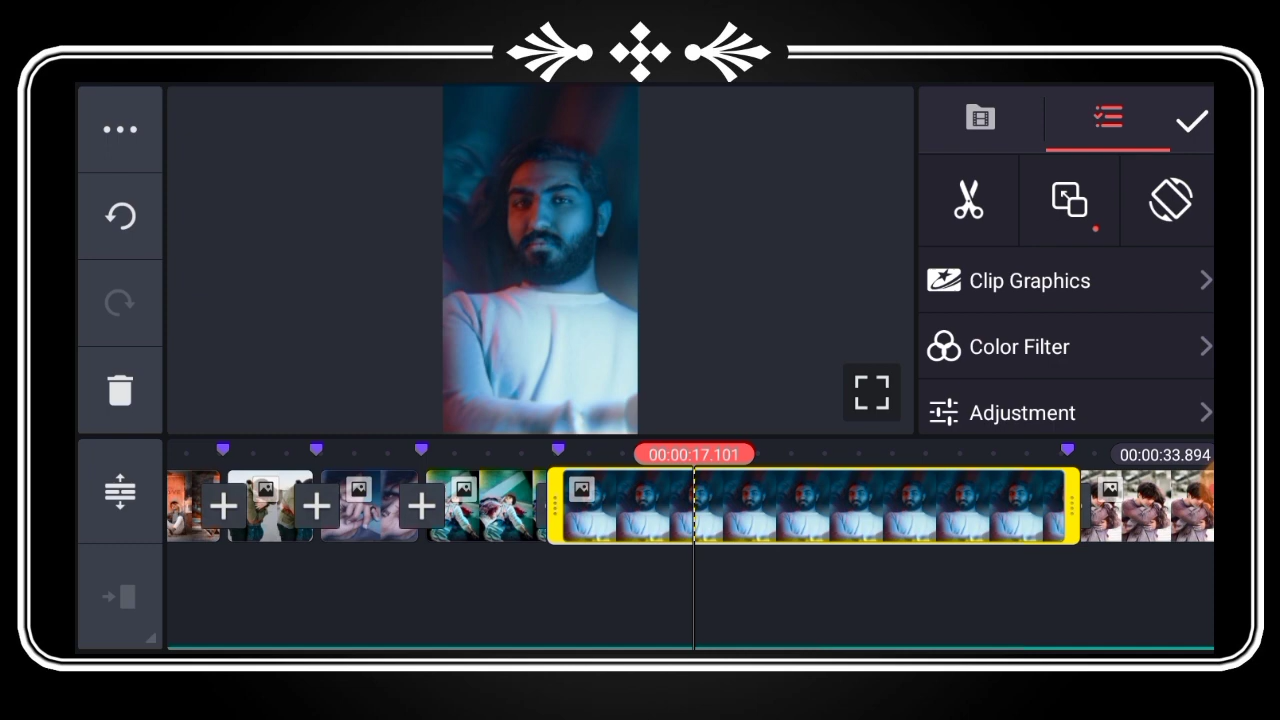 Clip Graphics
Color Filter
Adjustment
00:00:17.101
00:00:33.894